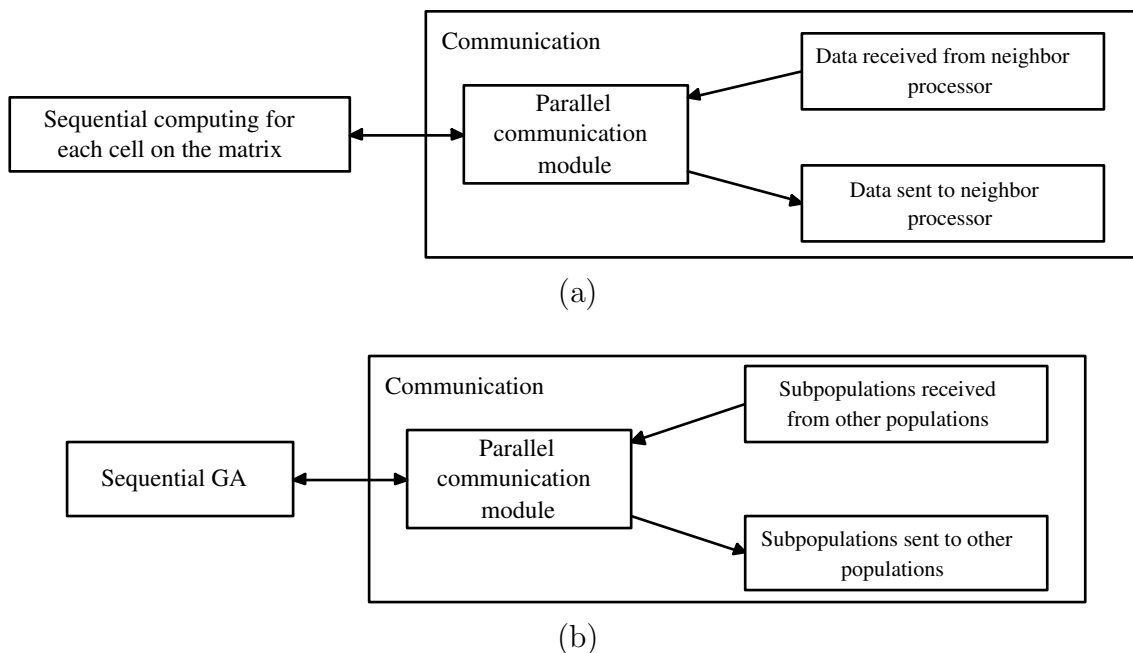 Communication
Data received from neighbor
processor
Parallel
communication
module
Sequential computing for
each cell on the matrix
Data sent to neighbor
processor
(a)
Communication
Subpopulations received
from other populations
Parallel
communication
module
Sequential GA
Subpopulations sent to other
populations
(b)